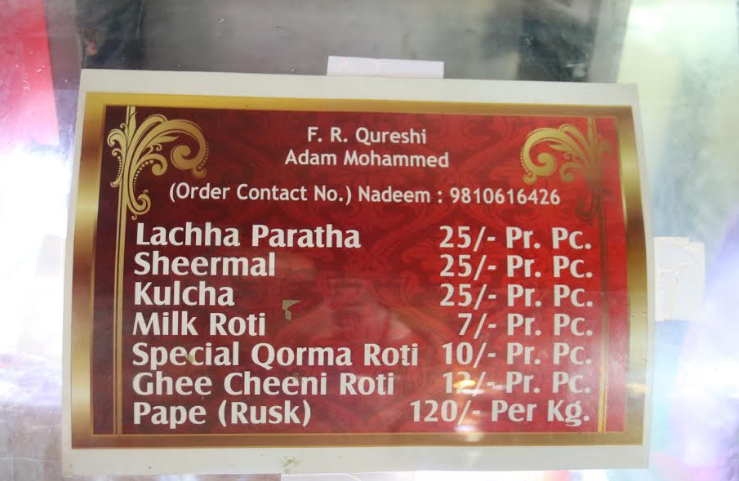 F. R. Qureshi
Adam Mohammed
(Order Contact No.) Nadeem : 9810616426
Lachha Paratha 25/- Pr. Pc.
Sheermal 25/- Pr. Pc.
Kulcha 25/- Pr. Pc.
Milk Roti 7/- Pr. Pc.
Special Qorma Roti 10/- Pr. Pc.
Ghee Cheeni Roti 12/- Pr. Pc.
Pape (Rusk) 120/- Per Kg.